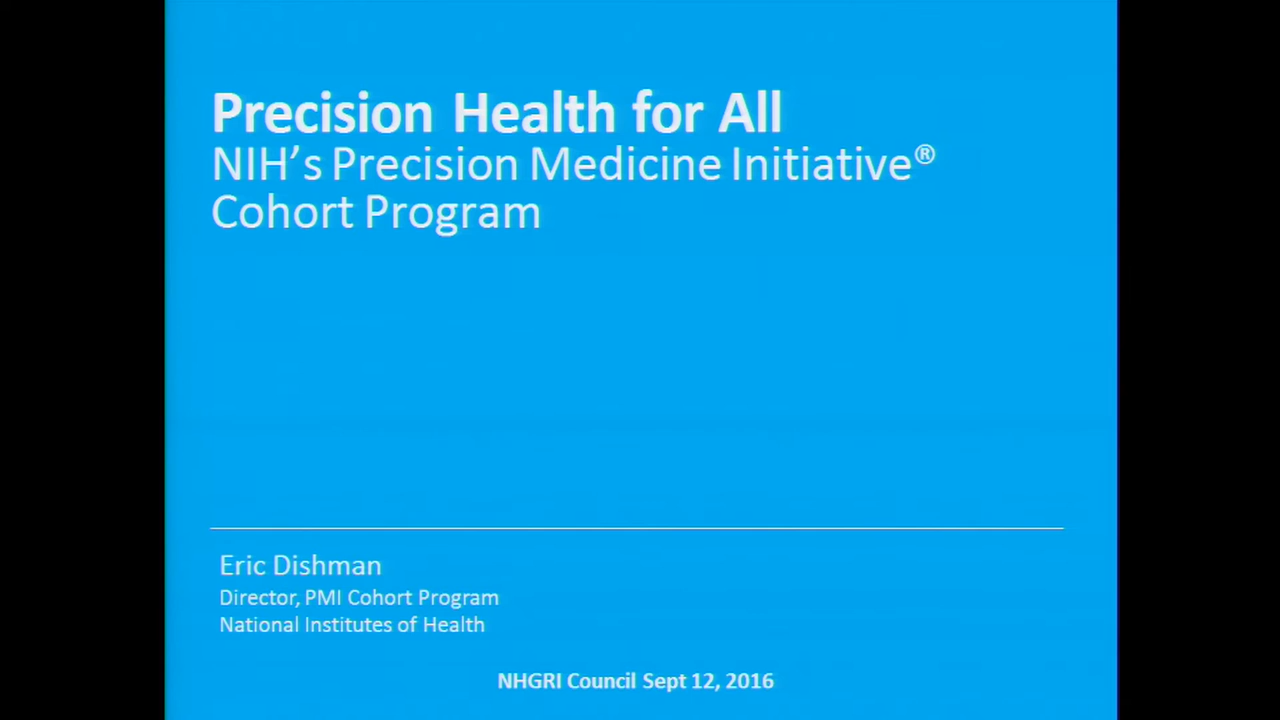 Precision Health for All
NIH’s Precision Medicine Initiative®
Cohort Program
Eric Dishman
Director, PMI Cohort Program
National Institutes of Health
NHGRI Council Sept 12, 2016